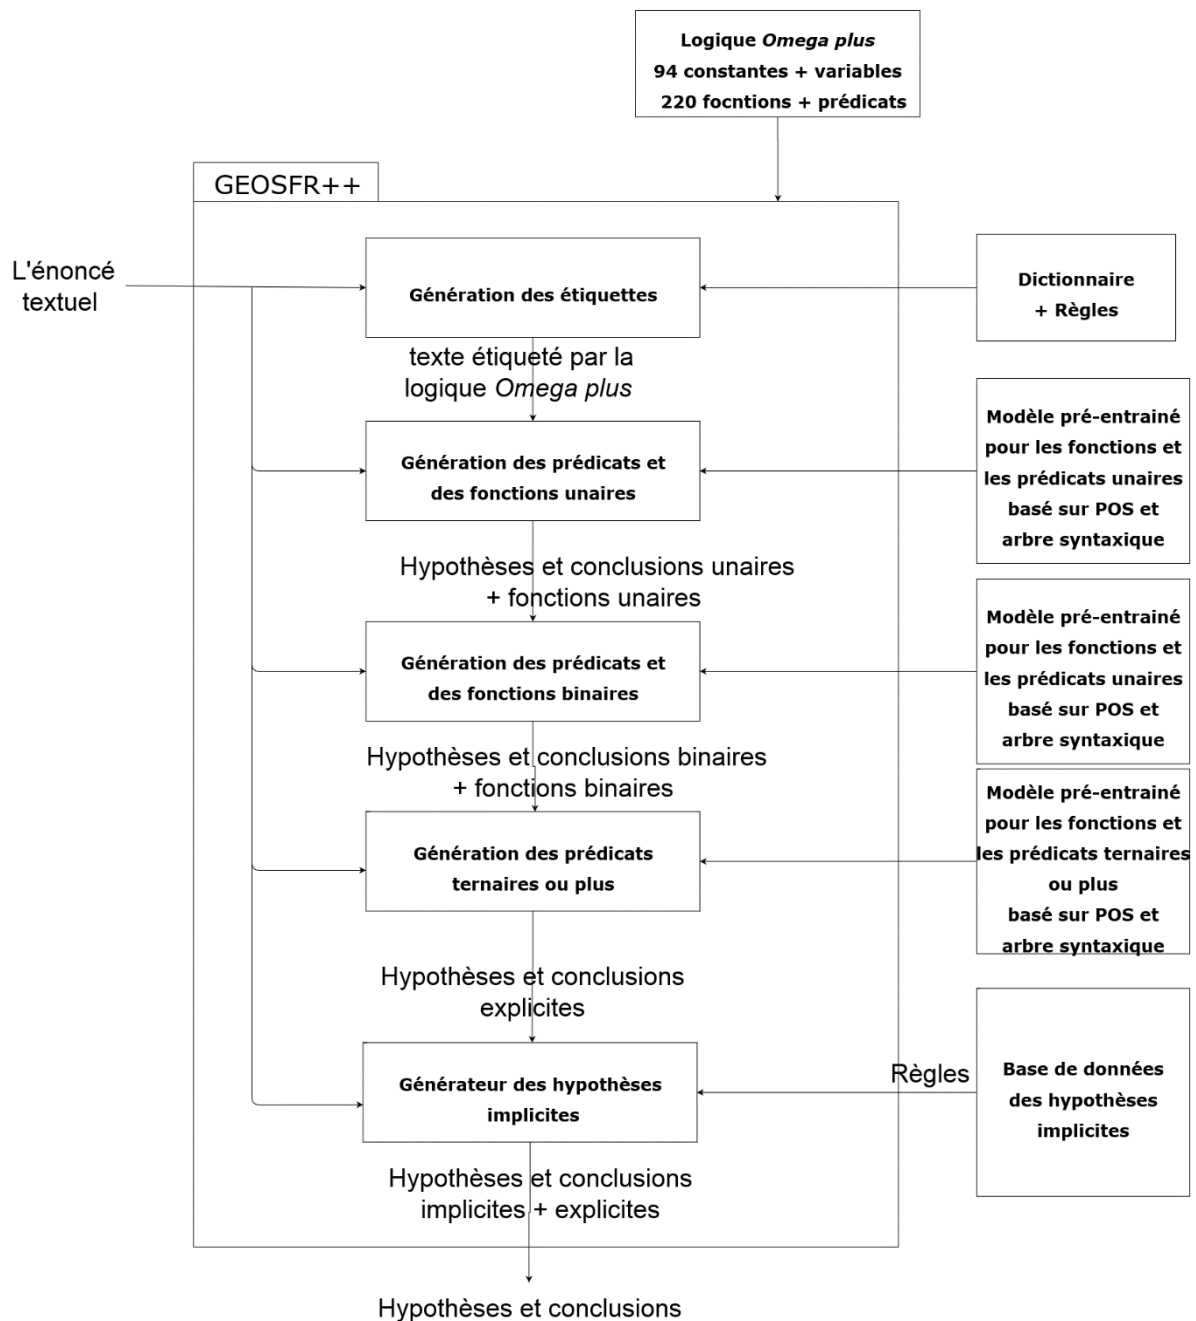 Logique Omega plus
94 constantes + variables
220 focntions + prédicats
GEOSFR++
L'énoncé
textuel
Génération des étiquettes
Dictionnaire
+ Règles
texte étiqueté par la
logique Omega plus
Génération des prédicats et
des fonctions unaires
Modèle pré-entrainé
pour les fonctions et
les prédicats unaires
basé sur POS et
arbre syntaxique
Hypothèses et conclusions unaires
+ fonctions unaires
Génération des prédicats et
des fonctions binaires
Modèle pré-entrainé
pour les fonctions et
les prédicats unaires
basé sur POS et
arbre syntaxique
Hypothèses et conclusions binaires
+ fonctions binaires
Génération des prédicats
ternaires ou plus
Modèle pré-entrainé
pour les fonctions et
les prédicats ternaires
ou plus
basé sur POS et
arbre syntaxique
Hypothèses et conclusions
explicites
Générateur des hypothèses
implicites
Règles
Base de données
des hypothèses
implicites
Hypothèses et conclusions
implicites + explicites
Hypothèses et conclusions